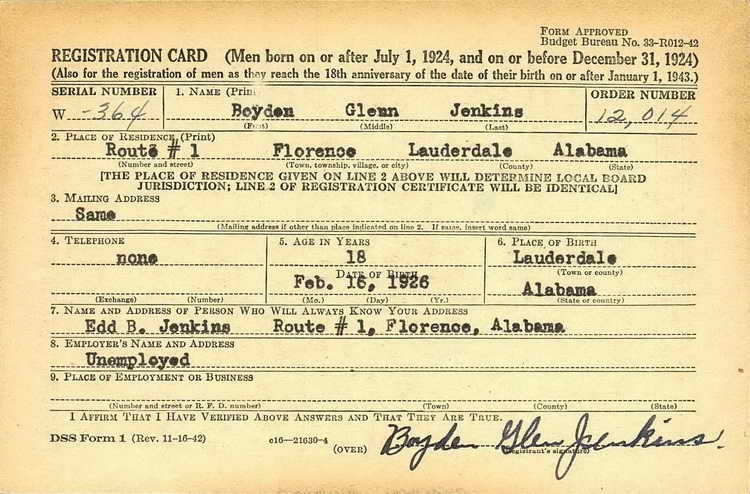 FORM APPROVED
Budget Bureau No. 33-R012-42
REGISTRATION CARD (Men born on or after July 1, 1924, and on or before December 31, 1924)
(Also for the registration of men as they reach the 18th anniversary of the date of their birth on or after January 1, 1943.)
SERIAL NUMBER 1. NAME (Print ORDER NUMBER
W -364 Boyden Glenn Jenkins 12,014
(First) (Middle) (Last)
2. PLACE OF RESIDENCE (Print)
Route # 1 Florence Lauderdale Alabama
(Number and street) (Town, township, village, or city) (County) (State)
[THE PLACE OF RESIDENCE GIVEN ON LINE 2 ABOVE WILL DETERMINE LOCAL BOARD
JURISDICTION; LINE 2 OF REGISTRATION CERTIFICATE WILL BE IDENTICAL]
3. MAILING ADDRESS
Same
(Mailing address if other than place indicated on line 2. If same, insert word same)
4. TELEPHONE 5. AGE IN YEARS 6. PLACE OF BIRTH
none 18 Lauderdale
DATE OF BIRTH (Town or county)
Feb. 16, 1926 Alabama
(Exchange) (Number) (Mo.) (Day) (Yr.) (State or country)
7. NAME AND ADDRESS OF PERSON WHO WILL ALWAYS KNOW YOUR ADDRESS
Edd B. Jenkins Route # 1, Florence, Alabama
8. EMPLOYER'S NAME AND ADDRESS
Unemployed
9. PLACE OF EMPLOYMENT OR BUSINESS
(Number and street or R. F. D. number) (Town) (County) (State)
I AFFIRM THAT I HAVE VERIFIED ABOVE ANSWERS AND THAT THEY ARE TRUE.
DSS Form 1 (Rev. 11-16-42) c16—21630-4 (OVER) Boyden Glen Jenkins.
(Registrant's signature)